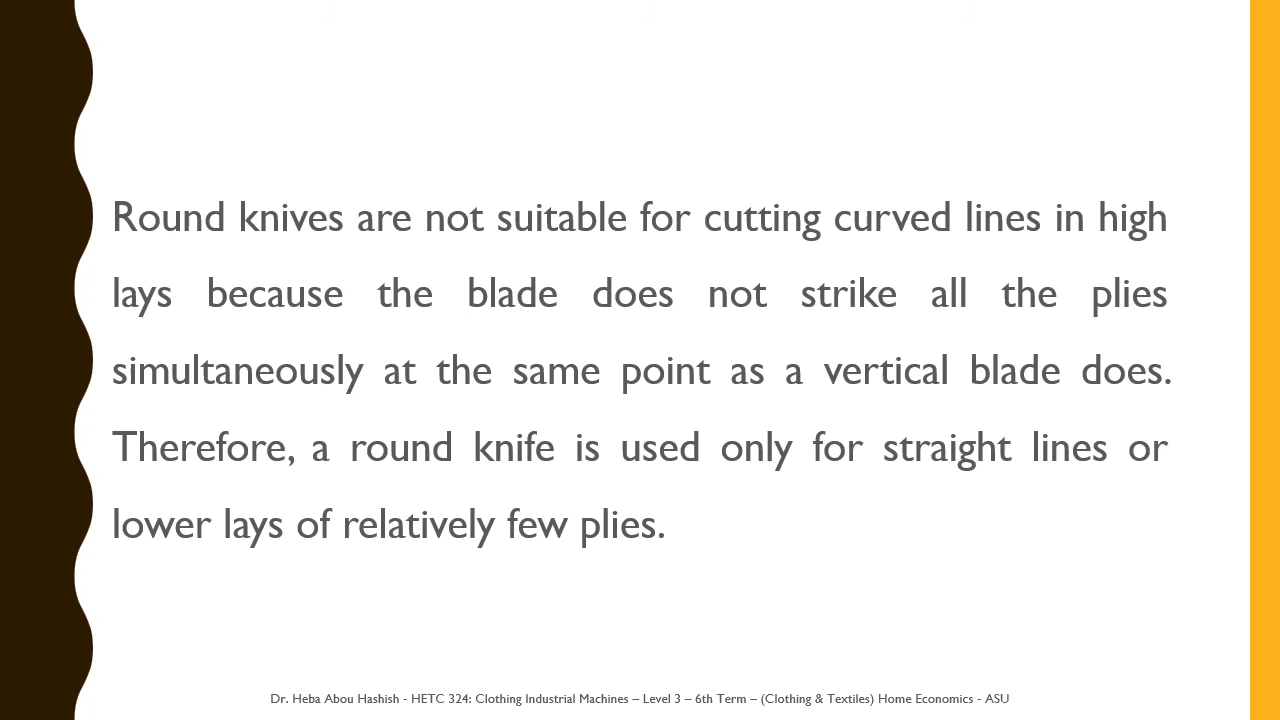 Round knives are not suitable for cutting curved lines in high
lays because the blade does not strike all the plies
simultaneously at the same point as a vertical blade does.
Therefore, a round knife is used only for straight lines or
lower lays of relatively few plies.
Dr. Heba Abou Hashish - HETC 324: Clothing Industrial Machines – Level 3 – 6th Term – (Clothing & Textiles) Home Economics - ASU